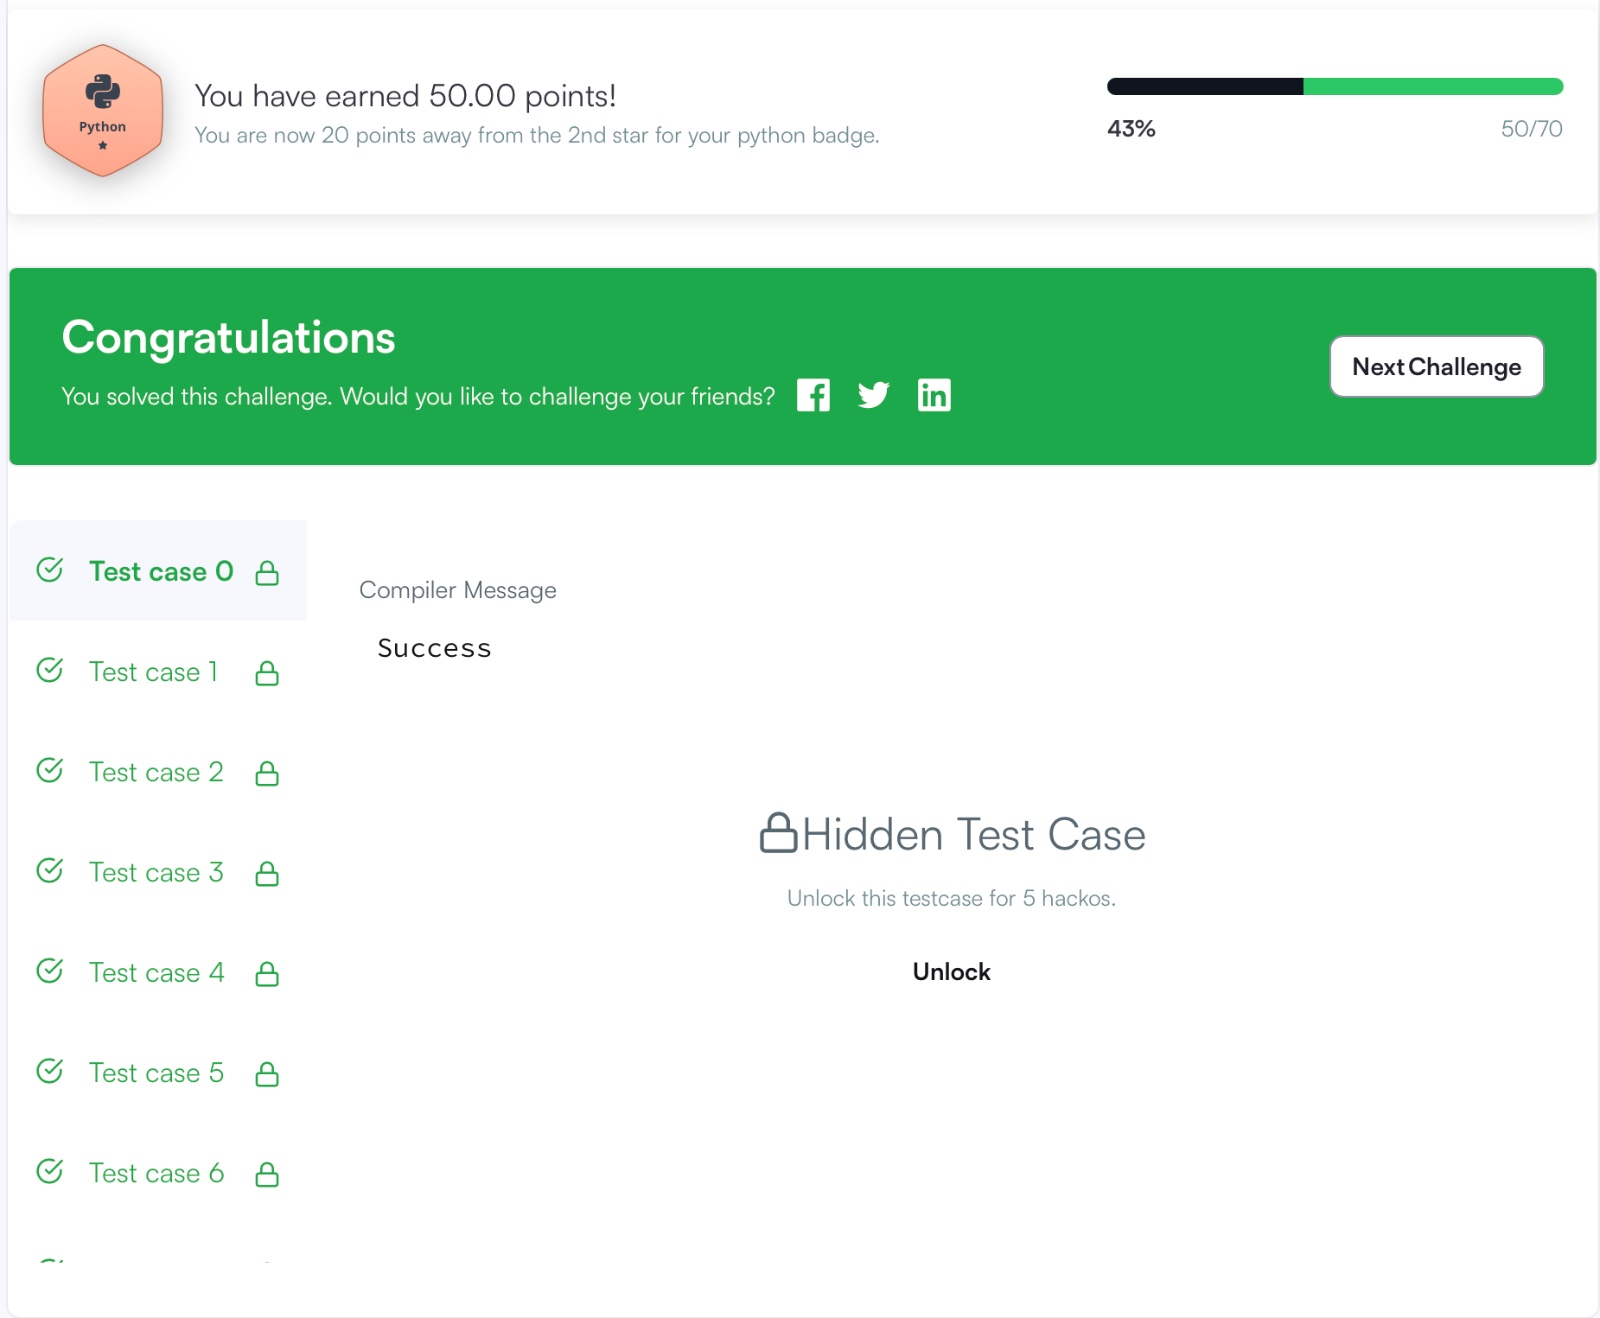 Python
You have earned 50.00 points!
You are now 20 points away from the 2nd star for your python badge.
43%
50/70
Congratulations
You solved this challenge. Would you like to challenge your friends?
Next Challenge
Test case 0
Test case 1
Test case 2
Test case 3
Test case 4
Test case 5
Test case 6
Compiler Message
Success
Hidden Test Case
Unlock this testcase for 5 hackos.
Unlock